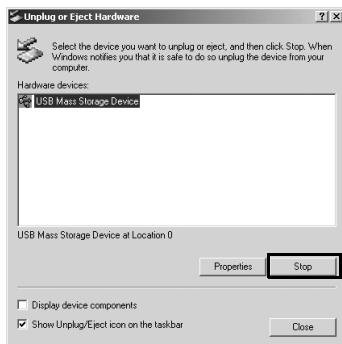 Unplug or Eject Hardware
Select the device you want to unplug or eject, and then click Stop. When
Windows notifies you that it is safe to do so unplug the device from your
computer.
Hardware devices:
USB Mass Storage Device
USB Mass Storage Device at Location 0
Properties
Stop
Display device components
Show Unplug/Eject icon on the taskbar
Close